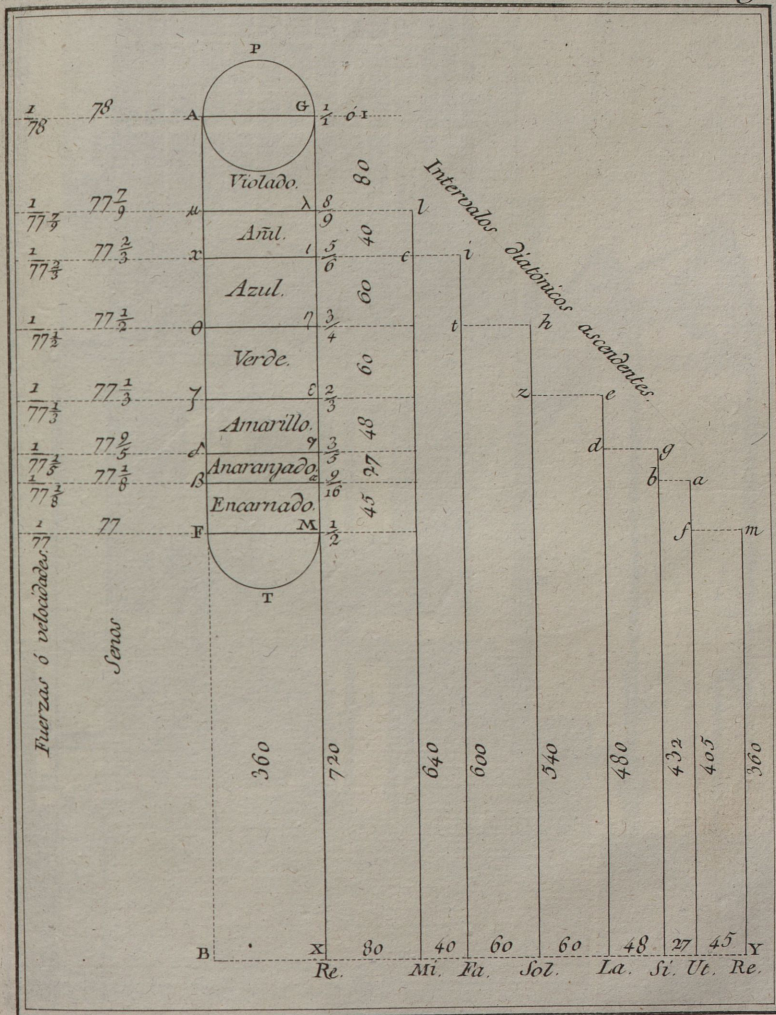 P
1/78 78 A G 1/1 ó 1
Violado. 80
1/77 7/9 77 7/9 μ λ 8/9 l
Añil. 40
1/77 2/3 77 2/3 x ι 5/6 c i
Azul. 60
1/77 1/2 77 1/2 θ η 3/4 t h
Verde. 60
1/77 1/3 77 1/3 ζ ε 2/3 z e
Amarillo. 48
1/77 1/5 77 9/5 δ γ 3/5 d g
Anaranjado. 27
1/77 1/8 77 1/8 β α 9/16 b a
Encarnado. 45
1/77 77 F M 1/2 f m
T
Intervalos diatónicos ascendentes.
Fuerzas ó velocidades.
Senos
360 720 640 600 540 480 432 405 360
B X 80 40 60 60 48 27 45 Y
Re. Mi. Fa. Sol. La. Si. Ut. Re.